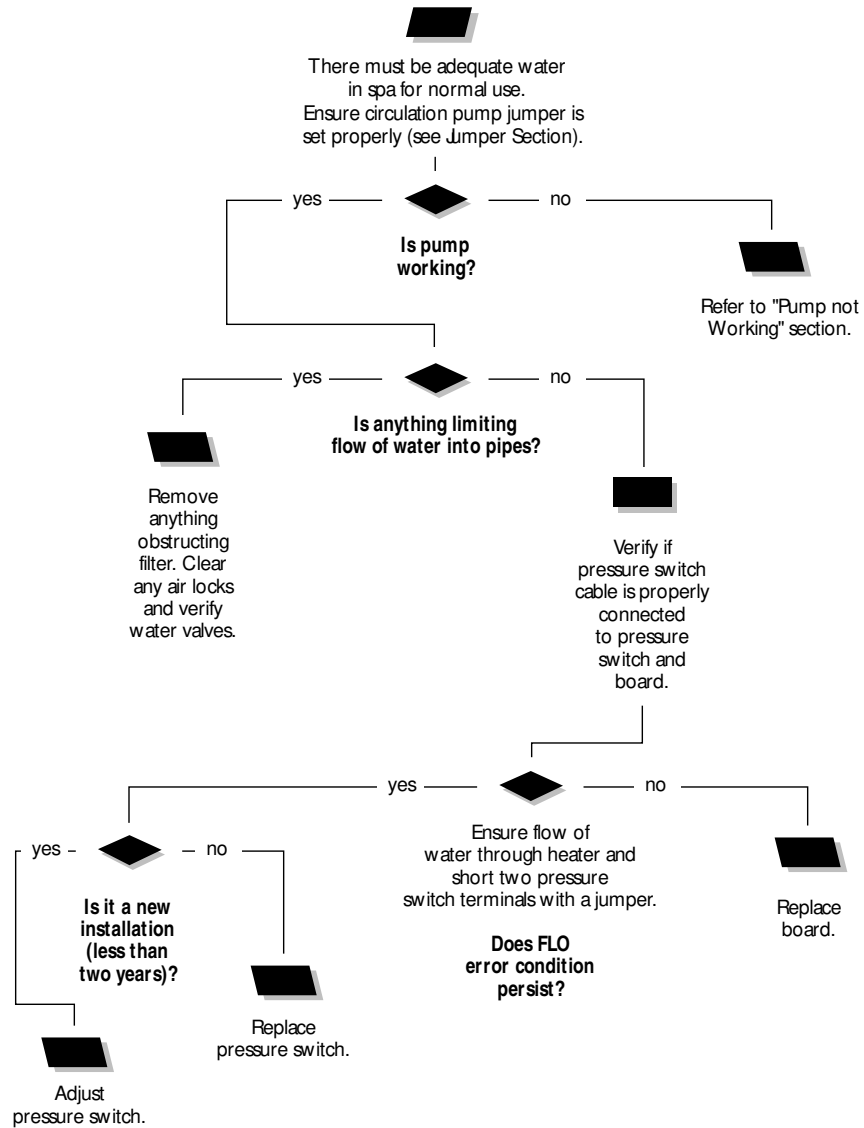 There must be adequate water
in spa for normal use.
Ensure circulation pump jumper is
set properly (see Jumper Section).
yes
no
Is pump
working?
Refer to "Pump not
Working" section.
yes
no
Is anything limiting
flow of water into pipes?
Remove
anything
obstructing
filter. Clear
any air locks
and verify
water valves.
Verify if
pressure switch
cable is properly
connected
to pressure
switch and
board.
yes
no
Ensure flow of
water through heater and
short two pressure
switch terminals with a jumper.
Does FLO
error condition
persist?
Replace
board.
yes
no
Is it a new
installation
(less than
two years)?
Replace
pressure switch.
Adjust
pressure switch.